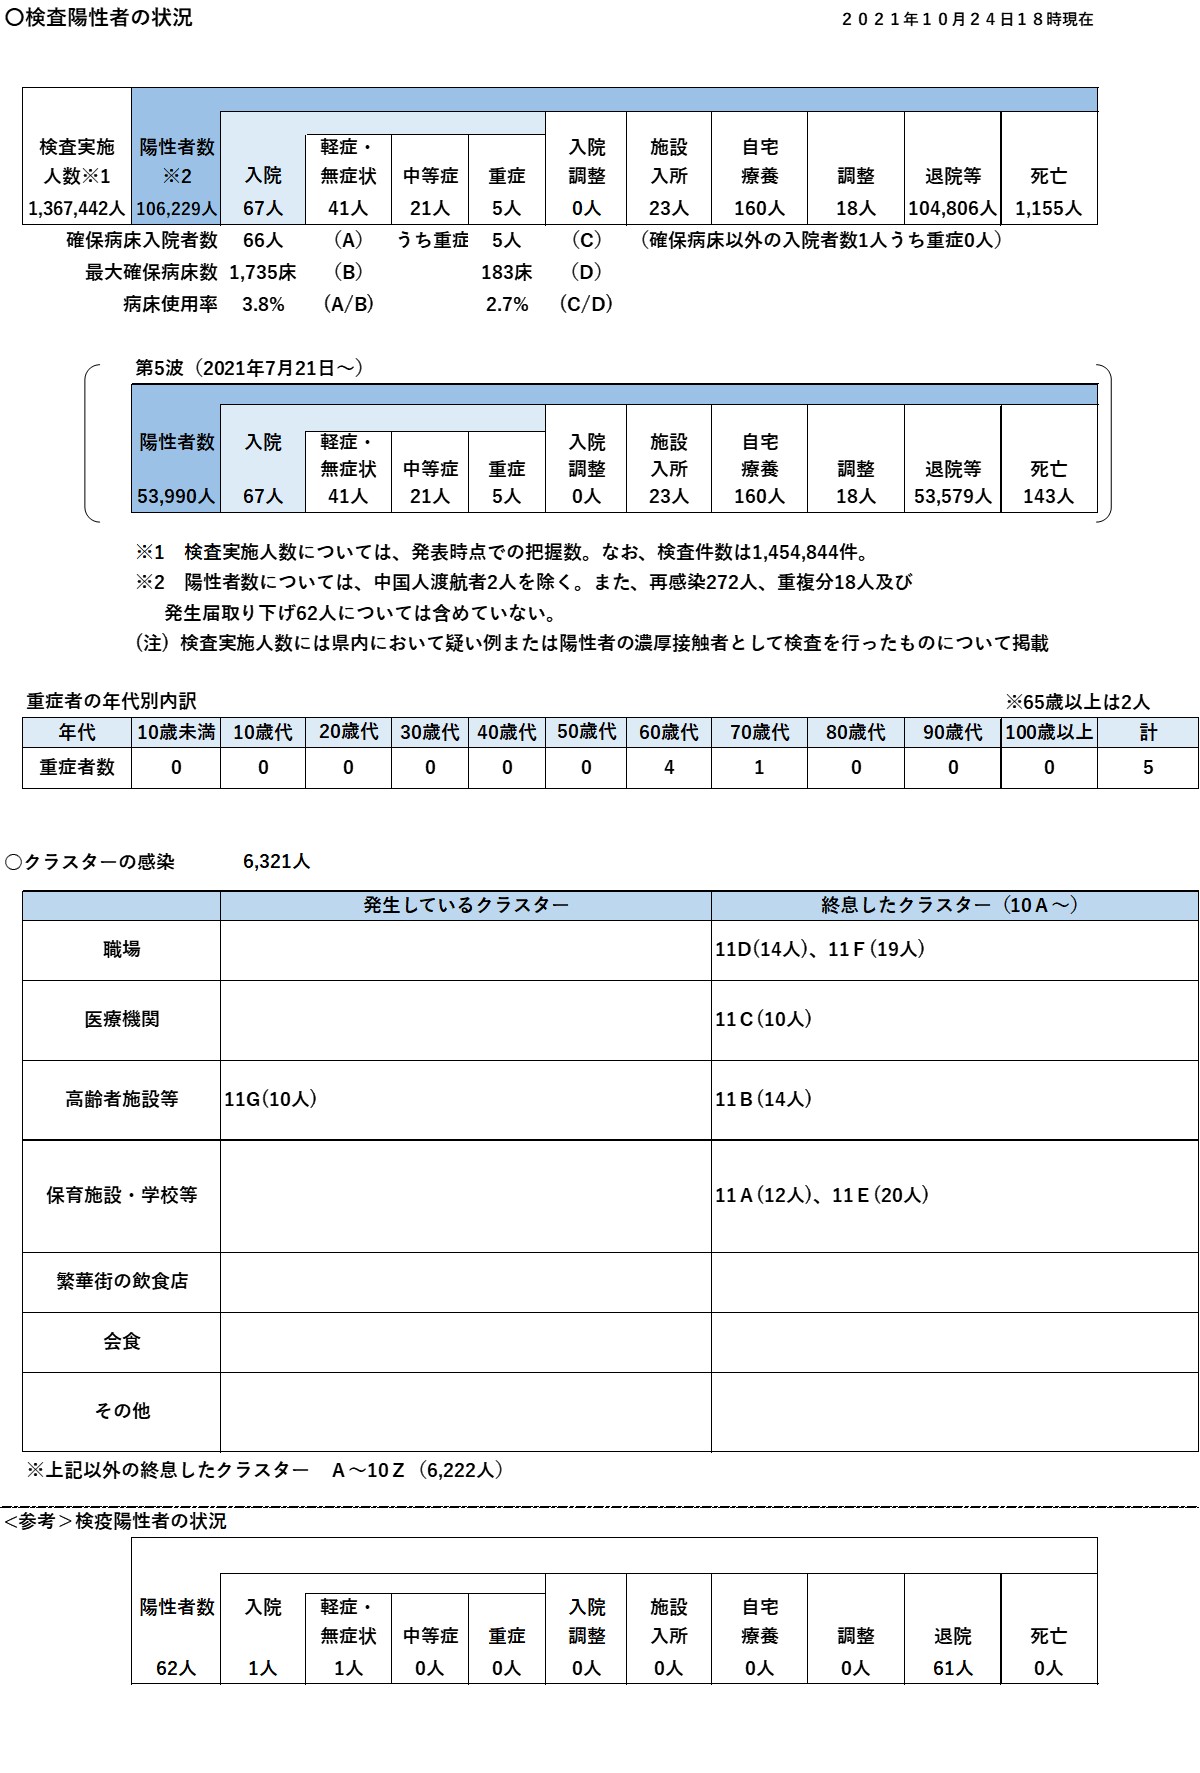 〇検査陽性者の状況　２０２１年１０月２４日１８時現在
検査実施　陽性者数　軽症・　入院　施設　自宅
人数※1　※2　入院　無症状　中等症　重症　調整　入所　療養　調整　退院等　死亡
1,367,442人　106,229人　67人　41人　21人　5人　0人　23人　160人　18人　104,806人　1,155人
確保病床入院者数　66人　（A）　うち重症　5人　（C）　（確保病床以外の入院者数1人うち重症0人）
最大確保病床数　1,735床　（B）　183床　（D）
病床使用率　3.8%　(A/B)　2.7%　(C/D)
第5波（2021年7月21日～）
陽性者数　入院　軽症・　入院　施設　自宅
無症状　中等症　重症　調整　入所　療養　調整　退院等　死亡
53,990人　67人　41人　21人　5人　0人　23人　160人　18人　53,579人　143人
※1　検査実施人数については、発表時点での把握数。なお、検査件数は1,454,844件。
※2　陽性者数については、中国人渡航者2人を除く。また、再感染272人、重複分18人及び
発生届取り下げ62人については含めていない。
(注)　検査実施人数には県内において疑い例または陽性者の濃厚接触者として検査を行ったものについて掲載
重症者の年代別内訳　※65歳以上は2人
年代　10歳未満　10歳代　20歳代　30歳代　40歳代　50歳代　60歳代　70歳代　80歳代　90歳代　100歳以上　計
重症者数　0　0　0　0　0　0　4　1　0　0　0　5
〇クラスターの感染　6,321人
発生しているクラスター　終息したクラスター（10Ａ～）
職場　11D(14人)、11Ｆ(19人)
医療機関　11Ｃ(10人)
高齢者施設等　11G(10人)　11Ｂ(14人)
保育施設・学校等　11Ａ(12人)、11Ｅ(20人)
繁華街の飲食店
会食
その他
※上記以外の終息したクラスター　Ａ～10Ｚ（6,222人）
＜参考＞検疫陽性者の状況
陽性者数　入院　軽症・　入院　施設　自宅
無症状　中等症　重症　調整　入所　療養　調整　退院　死亡
62人　1人　1人　0人　0人　0人　0人　0人　0人　61人　0人